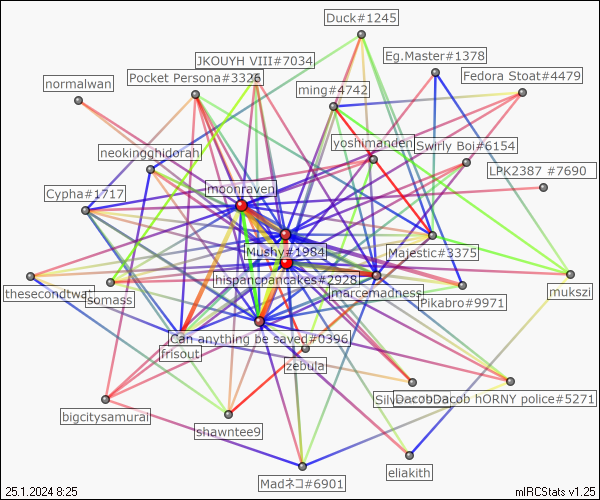 Duck#1245
Eg.Master#1378
JKOUYH VIII#7034
Pocket Persona#3326
Fedora Stoat#4479
normalwan
ming#4742
yoshimanden
Swirly Boi#6154
neokingghidorah
LPK2387 #7690
moonraven
Cypha#1717
Mushy#1984
Majestic#3375
hispancpancakes#2928
thesecondtwat
somass
marcemadness
Pikabro#9971
mukszi
Can anything be saved#0396
frisout
zebula
Silve
DacobDacob hORNY police#5271
bigcitysamurai
shawntee9
eliakith
Madネコ#6901
25.1.2024 8:25
mIRCStats v1.25